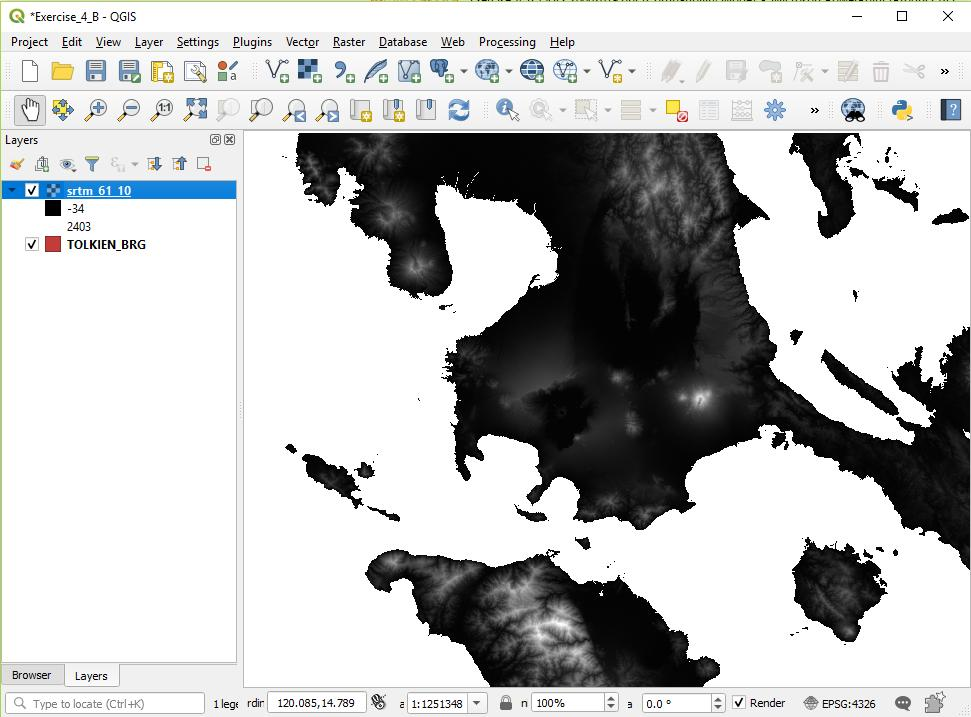 *Exercise_4_B - QGIS
Project Edit View Layer Settings Plugins Vector Raster Database Web Processing Help
1:1
Layers
srtm_61_10
-34
2403
TOLKIEN_BRG
Browser Layers
Type to locate (Ctrl+K) 1 lege rdir 120.085,14.789 a 1:1251348 n 100% a 0.0 ° Render EPSG:4326